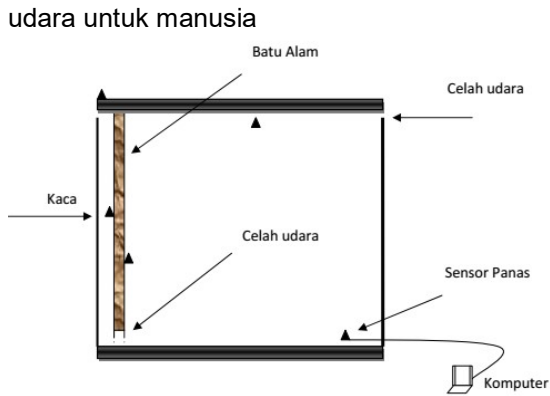 udara untuk manusia
Batu Alam
Celah udara
Kaca
Celah udara
Sensor Panas
Komputer